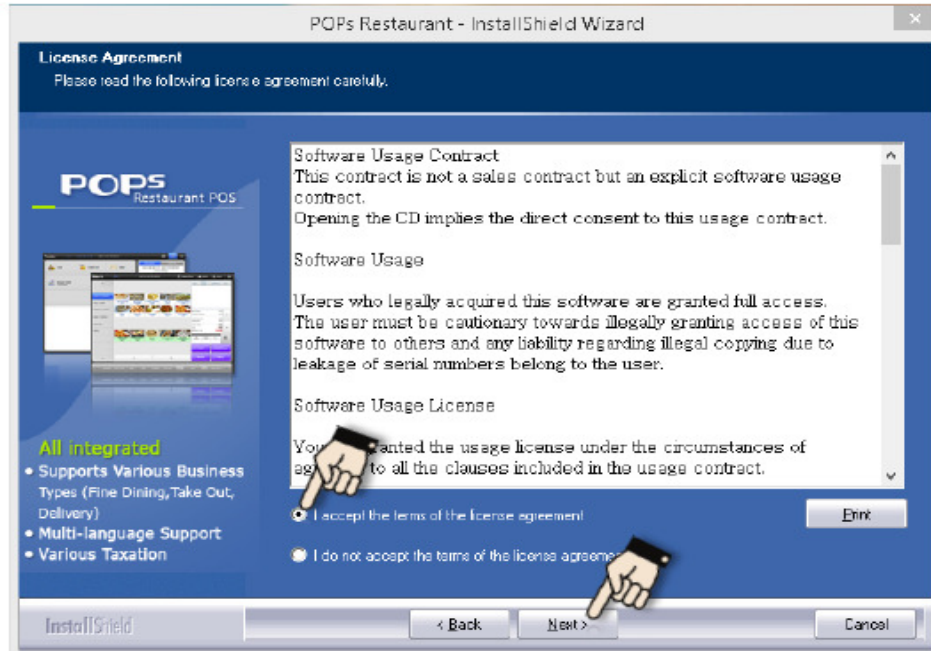 POPs Restaurant - InstallShield Wizard
License Agreement
Please read the following license agreement carefully.
POPs
Restaurant POS
All integrated
• Supports Various Business
Types (Fine Dining,Take Out,
Delivery)
• Multi-language Support
• Various Taxation
Software Usage Contract
This contract is not a sales contract but an explicit software usage
contract.
Opening the CD implies the direct consent to this usage contract.
Software Usage
Users who legally acquired this software are granted full access.
The user must be cautionary towards illegally granting access of this
software to others and any liability regarding illegal copying due to
leakage of serial numbers belong to the user.
Software Usage License
You granted the usage license under the circumstances of
to all the clauses included in the usage contract.
I accept the terms of the license agreement
Print
I do not accept the terms of the license agreement
InstallShield
< Back
Next >
Cancel